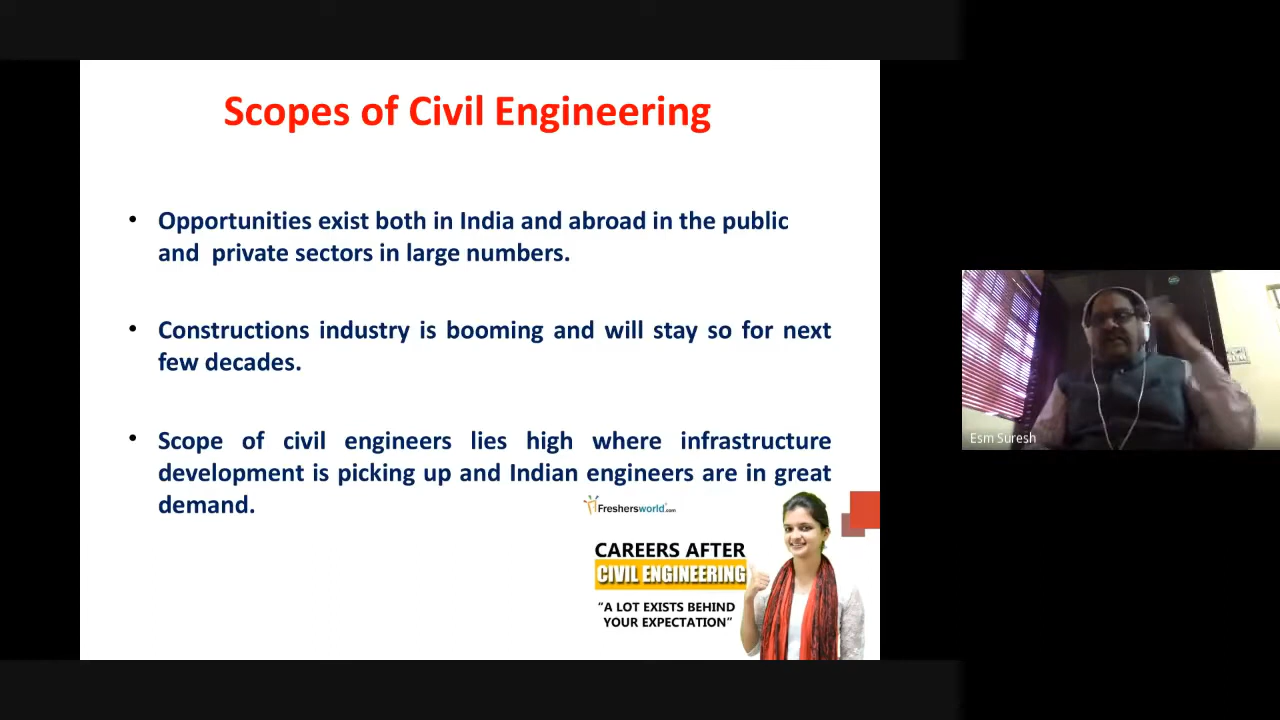 Scopes of Civil Engineering
• Opportunities exist both in India and abroad in the public
and private sectors in large numbers.
• Constructions industry is booming and will stay so for next
few decades.
• Scope of civil engineers lies high where infrastructure
development is picking up and Indian engineers are in great
demand.
Freshersworld.com
CAREERS AFTER
CIVIL ENGINEERING
“A LOT EXISTS BEHIND
YOUR EXPECTATION”
Esm Suresh